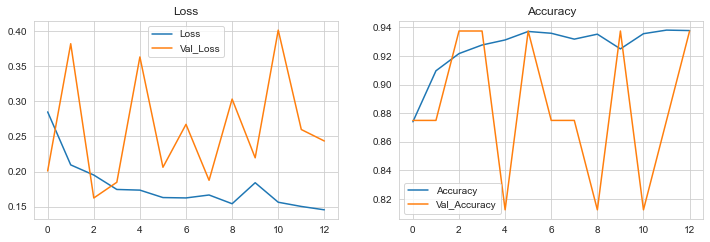 Loss
0.40
0.35
0.30
0.25
0.20
0.15
0 2 4 6 8 10 12
Loss
Val_Loss
Accuracy
0.94
0.92
0.90
0.88
0.86
0.84
0.82
0 2 4 6 8 10 12
Accuracy
Val_Accuracy